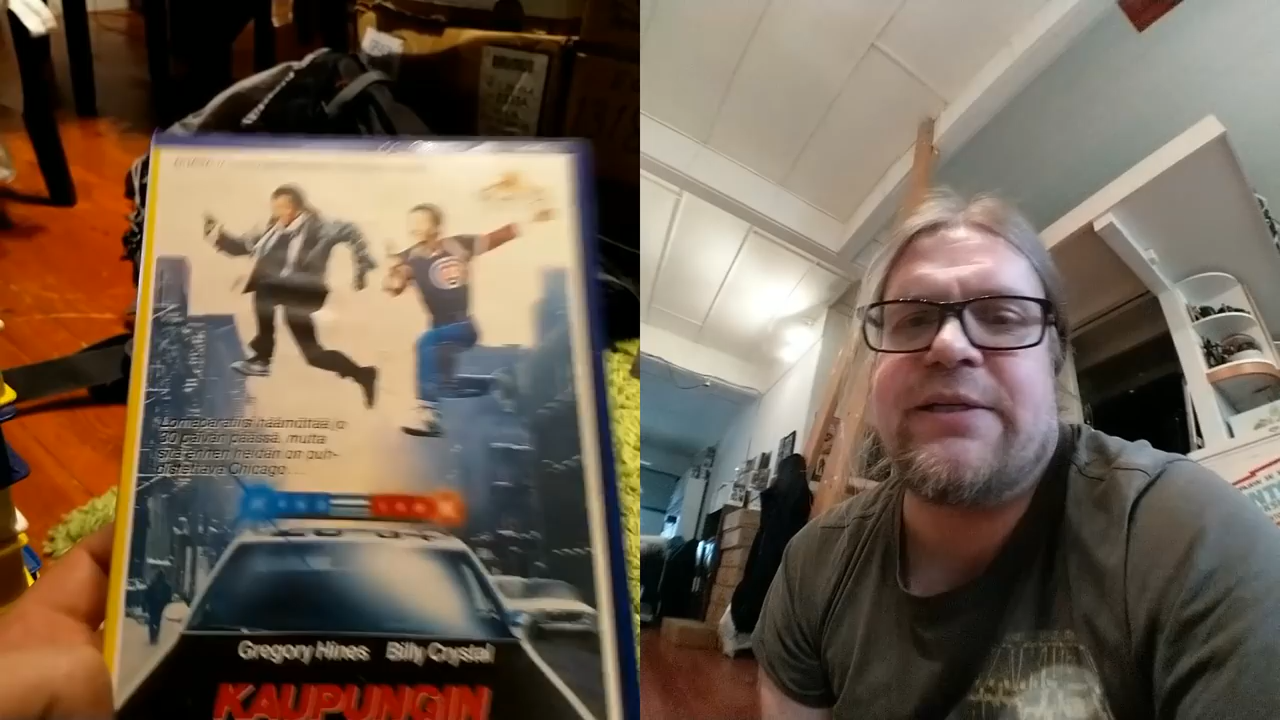 Lomaparatiisi häämöttää jo
30 päivän päässä, mutta
sitä ennen heidän on puh-
distettava Chicago...
Gregory Hines Billy Crystal
KAUPUNGIN